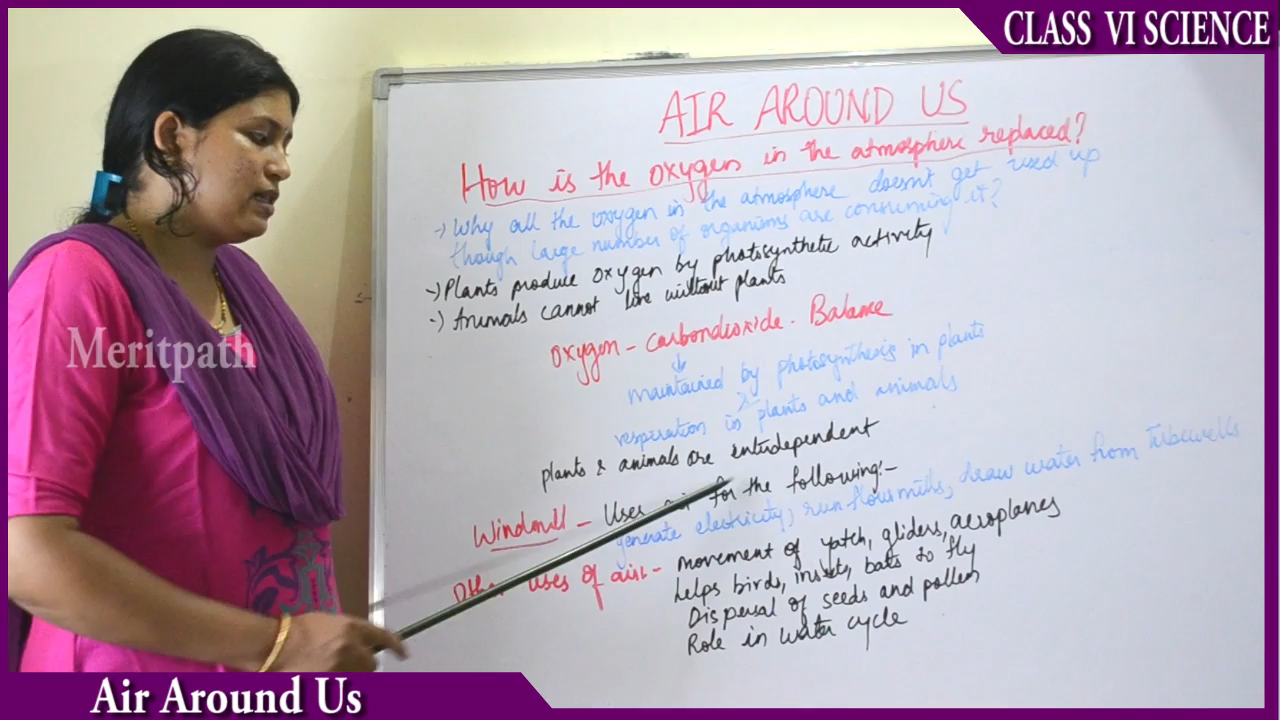 CLASS VI SCIENCE
AIR AROUND US
How is the oxygen in the atmosphere replaced?
-) Why all the oxygen in the atmosphere doesn't get used up
though large number of organisms are consuming it?
-) Plants produce oxygen by photosynthetic activity
-) Animals cannot live without plants
Oxygen - carbondioxide - Balance
maintained by photosynthesis in plants
&
respiration in plants and animals
plants & animals are interdependent
Windmill - Uses air for the following:-
generate electricity, run flourmills, draw water from Tubewells
Other uses of air - movement of yatch, gliders, aeroplanes
helps birds, insects, bats to fly
Dispersal of seeds and pollen
Role in water cycle
Meritpath
Air Around Us